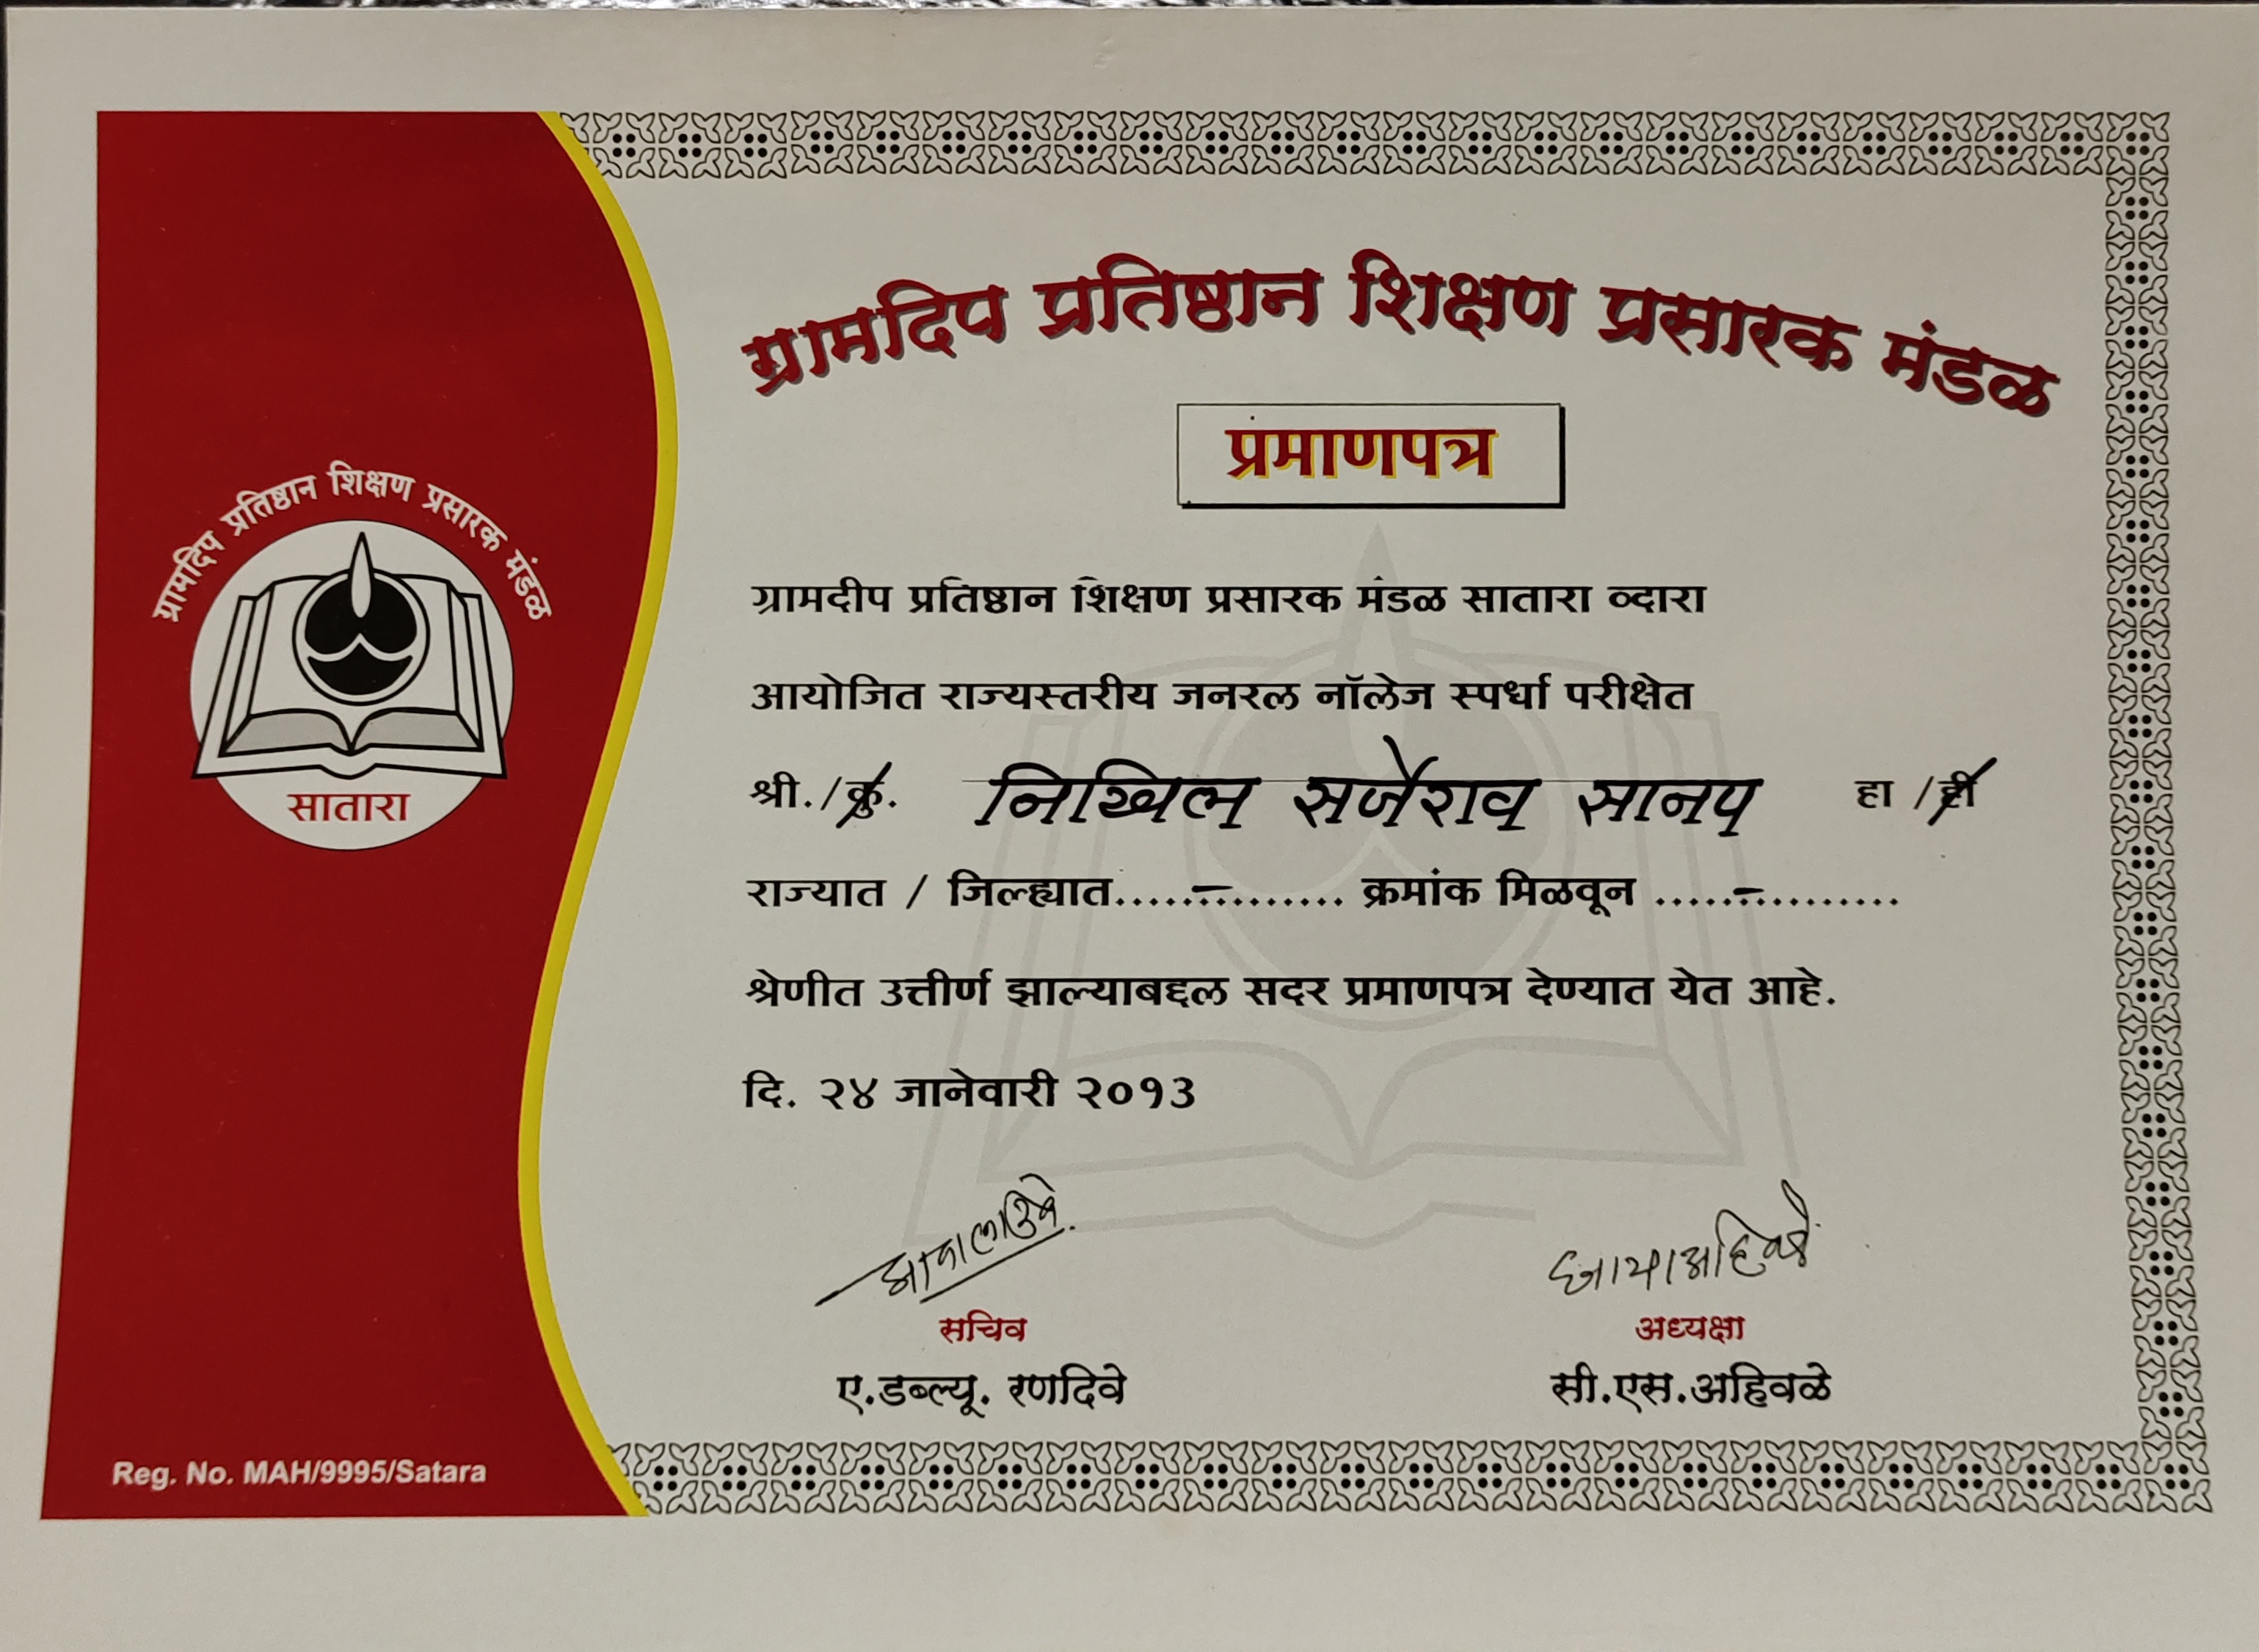 ग्रामदिप प्रतिष्ठान शिक्षण प्रसारक मंडळ
प्रमाणपत्र
ग्रामदिप प्रतिष्ठान शिक्षण प्रसारक मंडळ
सातारा
ग्रामदीप प्रतिष्ठान शिक्षण प्रसारक मंडळ सातारा व्दारा
आयोजित राज्यस्तरीय जनरल नॉलेज स्पर्धा परीक्षेत
श्री./कु. निखिल सर्जेराव सानप हा /ही
राज्यात / जिल्ह्यात.....-......... क्रमांक मिळवून .....-..........
श्रेणीत उत्तीर्ण झाल्याबद्दल सदर प्रमाणपत्र देण्यात येत आहे.
दि. २४ जानेवारी २०१३
सचिव
ए.डब्ल्यू. रणदिवे
अध्यक्षा
सी.एस.अहिवळे
Reg. No. MAH/9995/Satara